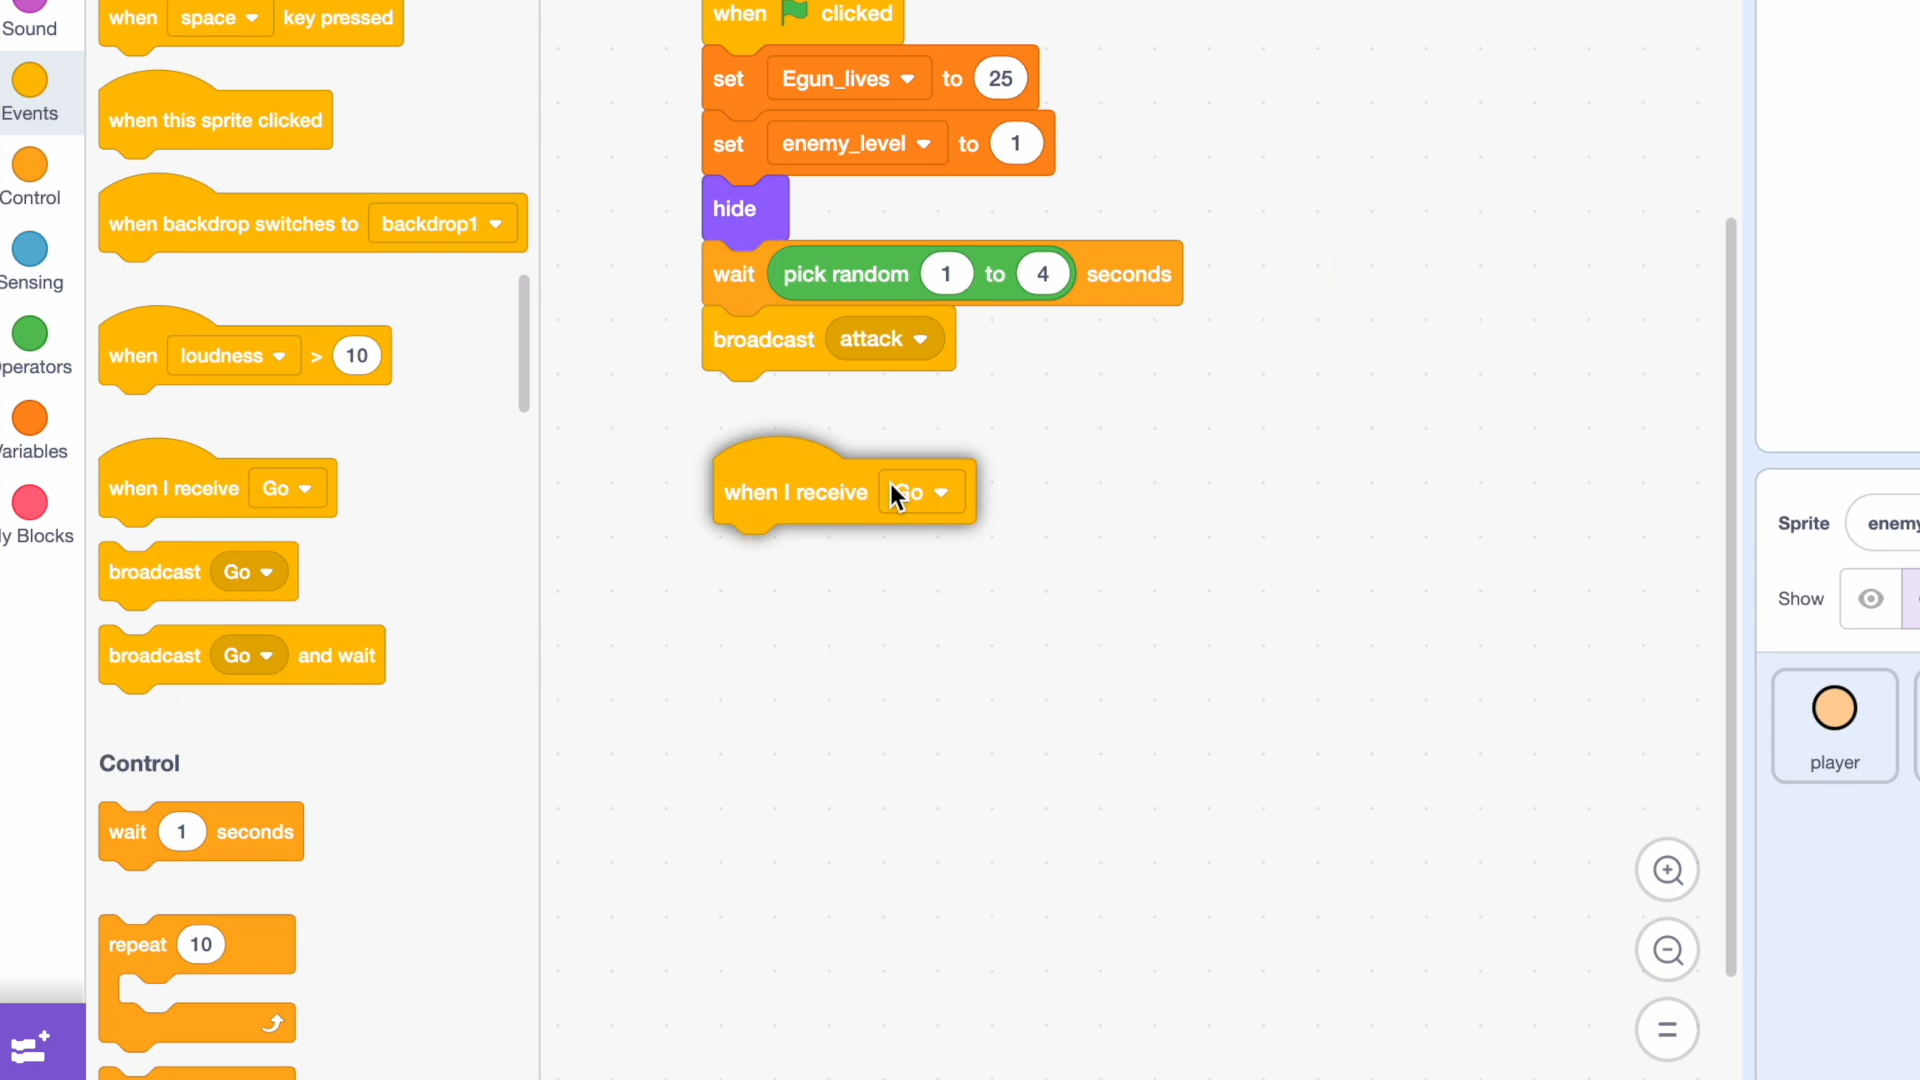 Sound
Events
Control
Sensing
perators
ariables
y Blocks
when space key pressed
when this sprite clicked
when backdrop switches to backdrop1
when loudness > 10
when I receive Go
broadcast Go
broadcast Go and wait
Control
wait 1 seconds
repeat 10
when clicked
set Egun_lives to 25
set enemy_level to 1
hide
wait pick random 1 to 4 seconds
broadcast attack
when I receive Go
Sprite enemy
Show
player